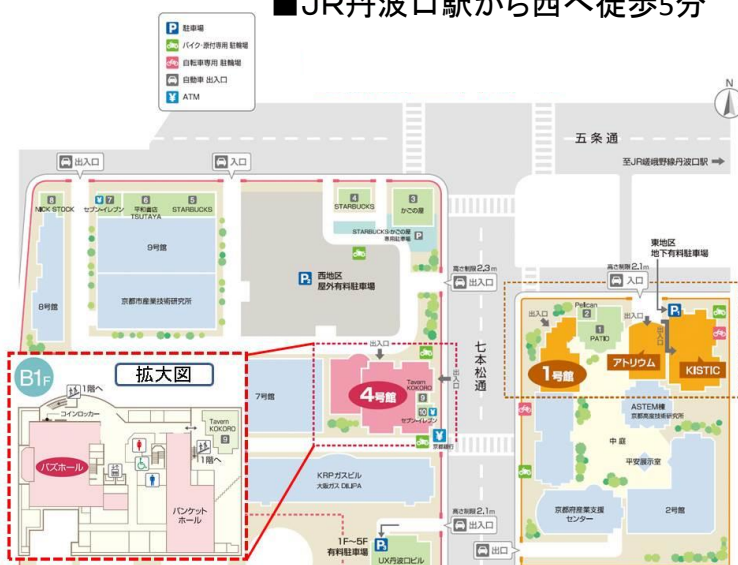 ■JR丹波口駅から西へ徒歩5分
P 駐車場
バイク・原付専用 駐輪場
自転車専用 駐輪場
自動車 出入口
¥ ATM
N
五条通
至JR嵯峨野線丹波口駅
出入口
入口
8
NICK STOCK
¥ 7
セブン-イレブン
6
平和書店
TSUTAYA
5
STARBUCKS
4
STARBUCKS
3
かごの屋
STARBUCKS・かごの屋
専用駐車場
P
9号館
京都市産業技術研究所
8号館
P 西地区
屋外有料駐車場
高さ制限2.3m
出入口
東地区
地下有料駐車場
高さ制限2.1m
入口
P
七本松通
出入口
Pelican
2
1
PATIO
出入口
出入口
アトリウム
1号館
KISTIC
ASTEM棟
京都高度技術研究所
中庭
平安展示室
京都府産業支援
センター
2号館
出入口
出入口
4号館
Tavern
KOKORO
9
10 ¥
セブン-イレブン
¥
京都銀行
7号館
KRPガスビル
大阪ガス DILIPA
高さ制限2.1m
出入口
出口
1F~5F
有料駐車場
P
UX丹波口ビル
B1F
拡大図
1階へ
コインロッカー
バズホール
Tavern
KOKORO
9
1階へ
バンケット
ホール